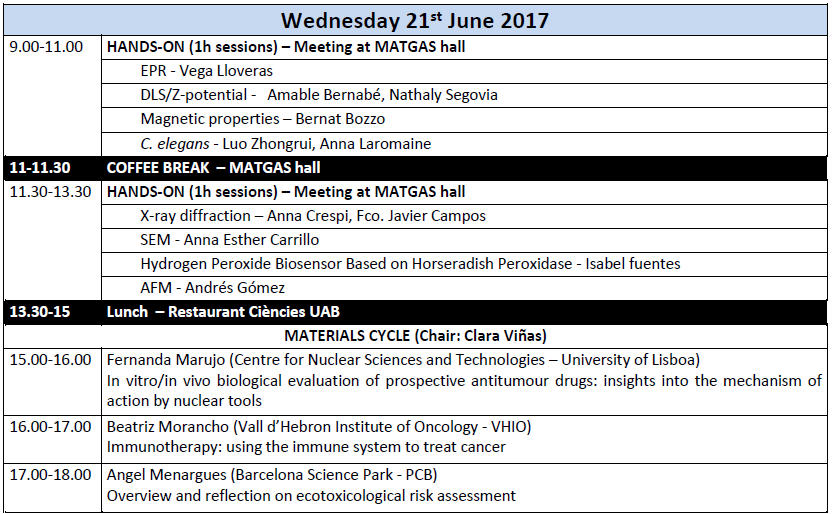 Wednesday 21st June 2017
9.00-11.00 HANDS-ON (1h sessions) – Meeting at MATGAS hall
EPR - Vega Lloveras
DLS/Z-potential -   Amable Bernabé, Nathaly Segovia
Magnetic properties – Bernat Bozzo
C. elegans - Luo Zhongrui, Anna Laromaine
11-11.30 COFFEE BREAK – MATGAS hall
11.30-13.30 HANDS-ON (1h sessions) – Meeting at MATGAS hall
X-ray diffraction – Anna Crespi, Fco. Javier Campos
SEM - Anna Esther Carrillo
Hydrogen Peroxide Biosensor Based on Horseradish Peroxidase - Isabel fuentes
AFM - Andrés Gómez
13.30-15 Lunch – Restaurant Ciències UAB
MATERIALS CYCLE (Chair: Clara Viñas)
15.00-16.00 Fernanda Marujo (Centre for Nuclear Sciences and Technologies – University of Lisboa)
In vitro/in vivo biological evaluation of prospective antitumour drugs: insights into the mechanism of
action by nuclear tools
16.00-17.00 Beatriz Morancho (Vall d’Hebron Institute of Oncology - VHIO)
Immunotherapy: using the immune system to treat cancer
17.00-18.00 Angel Menargues (Barcelona Science Park - PCB)
Overview and reflection on ecotoxicological risk assessment